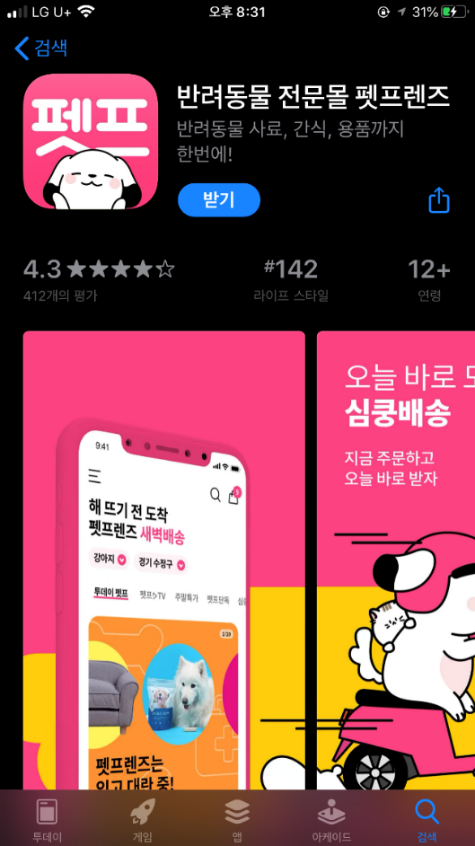 LG U+
오후 8:31
31%
검색
펫프
반려동물 전문몰 펫프렌즈
반려동물 사료, 간식, 용품까지
한번에!
받기
4.3 #142 12+
412개의 평가 라이프 스타일 연령
9:41
해 뜨기 전 도착
펫프렌즈 새벽배송
강아지 경기 수정구
투데이 펫프 펫프TV 주말특가 펫프단독
펫프렌즈는
인고 대란 중!
오늘 바로
심쿵배송
지금 주문하고
오늘 바로 받자
투데이 게임 앱 아케이드 검색